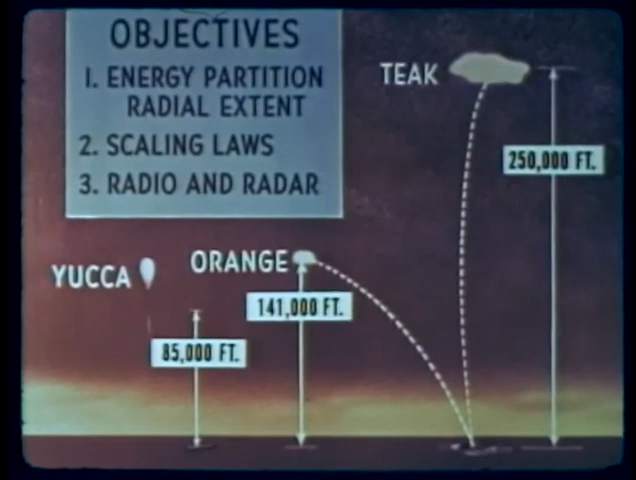 OBJECTIVES
1. ENERGY PARTITION
RADIAL EXTENT
2. SCALING LAWS
3. RADIO AND RADAR
TEAK
250,000 FT.
ORANGE
YUCCA
141,000 FT.
85,000 FT.